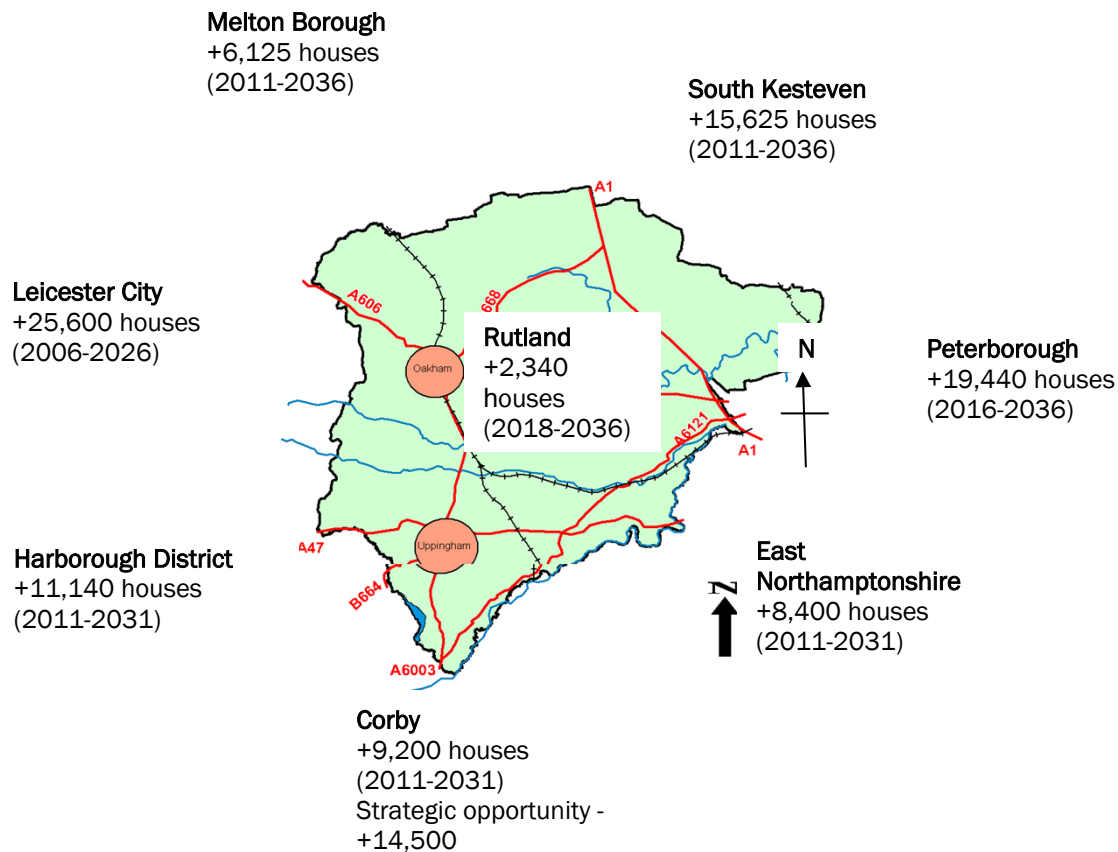 Melton Borough
+6,125 houses
(2011-2036)
South Kesteven
+15,625 houses
(2011-2036)
A1
Leicester City
+25,600 houses
(2006-2026)
A606
668
Rutland
+2,340
houses
(2018-2036)
Oakham
N
Peterborough
+19,440 houses
(2016-2036)
A6121
A1
Harborough District
+11,140 houses
(2011-2031)
A47
Uppingham
B664
A6003
East
Northamptonshire
+8,400 houses
(2011-2031)
N
Corby
+9,200 houses
(2011-2031)
Strategic opportunity -
+14,500